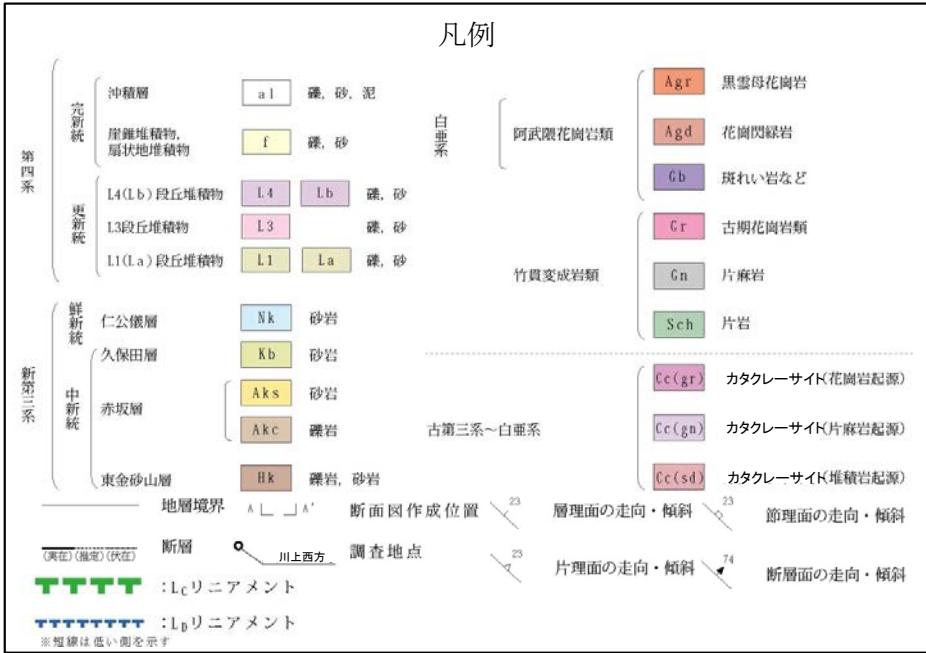 凡例
第四系
完新統
沖積層 al 礫, 砂, 泥
崖錐堆積物,
扇状地堆積物 f 礫, 砂
更新統
L4(Lb)段丘堆積物 L4 Lb 礫, 砂
L3段丘堆積物 L3 礫, 砂
L1(La)段丘堆積物 L1 La 礫, 砂
新第三系
鮮新統
仁公儀層 Nk 砂岩
中新統
久保田層 Kb 砂岩
赤坂層 Aks 砂岩
Akc 礫岩
東金砂山層 Hk 礫岩, 砂岩
白亜系
阿武隈花崗岩類
Agr 黒雲母花崗岩
Agd 花崗閃緑岩
Gb 斑れい岩など
竹貫変成岩類
Gr 古期花崗岩類
Gn 片麻岩
Sch 片岩
古第三系～白亜系
Cc(gr) カタクレーサイト(花崗岩起源)
Cc(gn) カタクレーサイト(片麻岩起源)
Cc(sd) カタクレーサイト(堆積岩起源)
地層境界 A A' 断面図作成位置 23 層理面の走向・傾斜 23 節理面の走向・傾斜
(実在)(推定)(伏在) 断層 川上西方 調査地点 23 片理面の走向・傾斜 74 断層面の走向・傾斜
:LCリニアメント
:LDリニアメント
※短線は低い側を示す